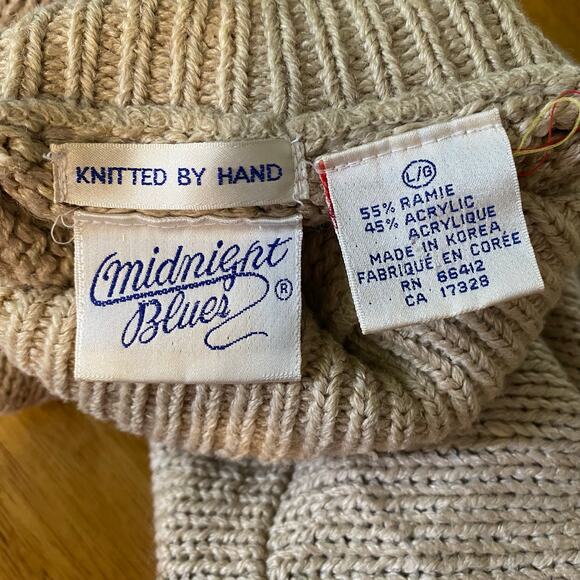 KNITTED BY HAND
midnight
Blues ®
L/G
55% RAMIE
45% ACRYLIC
ACRYLIQUE
MADE IN KOREA
FABRIQUÉ EN CORÉE
RN 66412
CA 17328